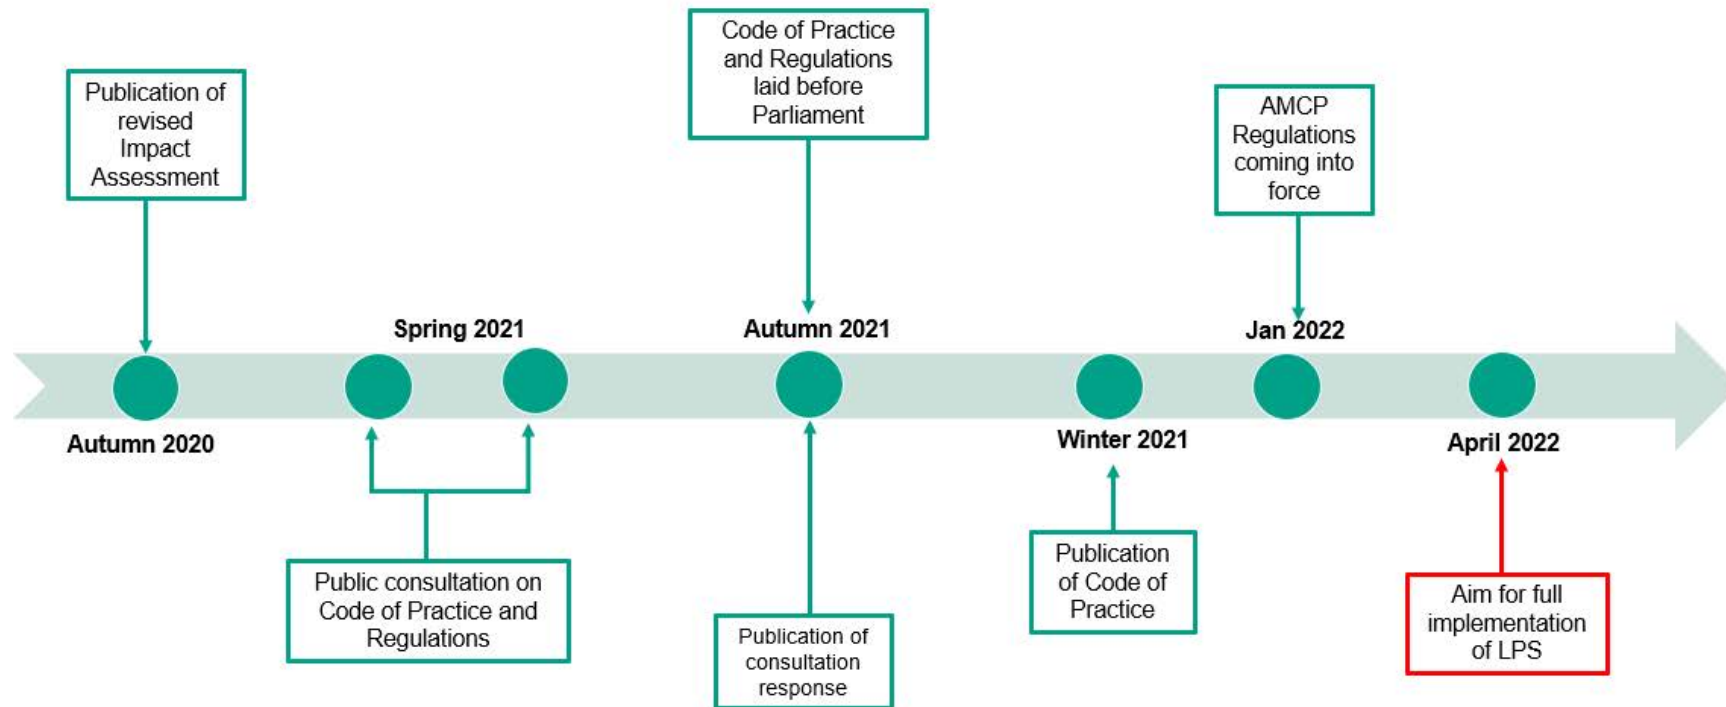 Publication of
revised
Impact
Assessment
Code of Practice
and Regulations
laid before
Parliament
AMCP
Regulations
coming into
force
Spring 2021
Autumn 2021
Jan 2022
Autumn 2020
Winter 2021
April 2022
Public consultation on
Code of Practice and
Regulations
Publication of
consultation
response
Publication
of Code of
Practice
Aim for full
implementation
of LPS